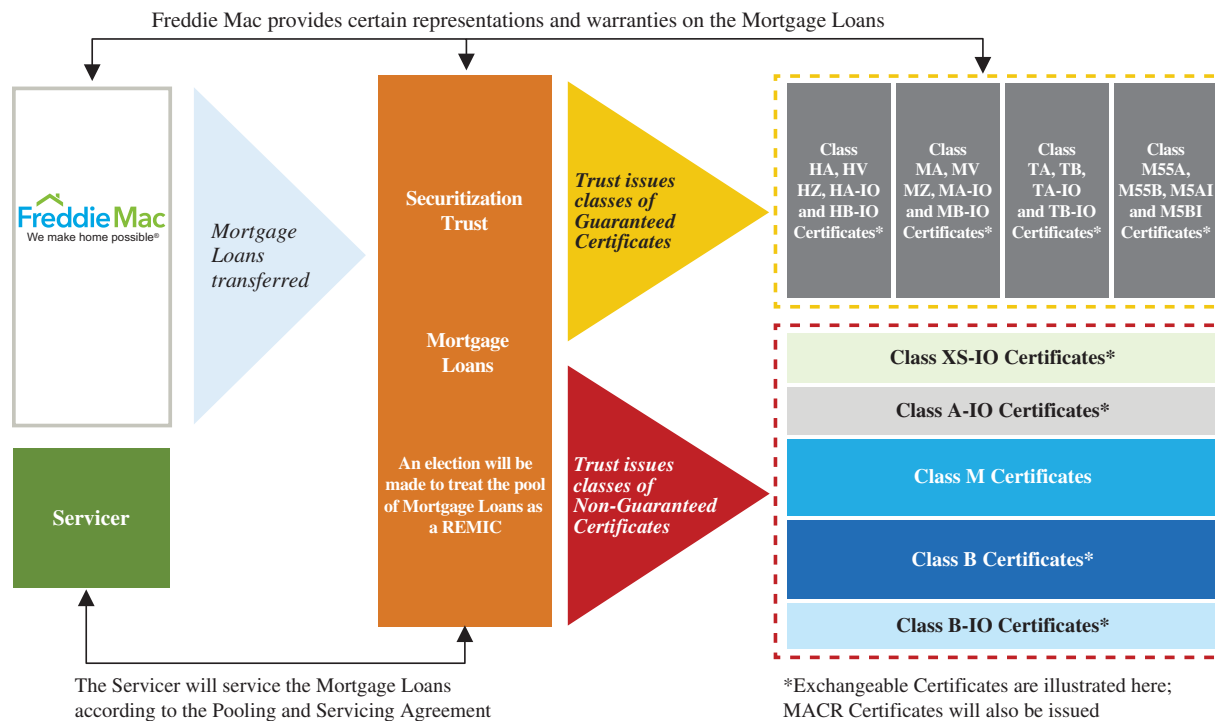 Freddie Mac provides certain representations and warranties on the Mortgage Loans
Freddie Mac
We make home possible®
Mortgage
Loans
transferred
Securitization
Trust
Mortgage
Loans
An election will be
made to treat the pool
of Mortgage Loans as
a REMIC
Trust issues
classes of
Guaranteed
Certificates
Class
HA, HV
HZ, HA-IO
and HB-IO
Certificates*
Class
MA, MV
MZ, MA-IO
and MB-IO
Certificates*
Class
TA, TB,
TA-IO
and TB-IO
Certificates*
Class
M55A,
M55B, M5AI
and M5BI
Certificates*
Servicer
Trust issues
classes of
Non-Guaranteed
Certificates
Class XS-IO Certificates*
Class A-IO Certificates*
Class M Certificates
Class B Certificates*
Class B-IO Certificates*
The Servicer will service the Mortgage Loans
according to the Pooling and Servicing Agreement
*Exchangeable Certificates are illustrated here;
MACR Certificates will also be issued